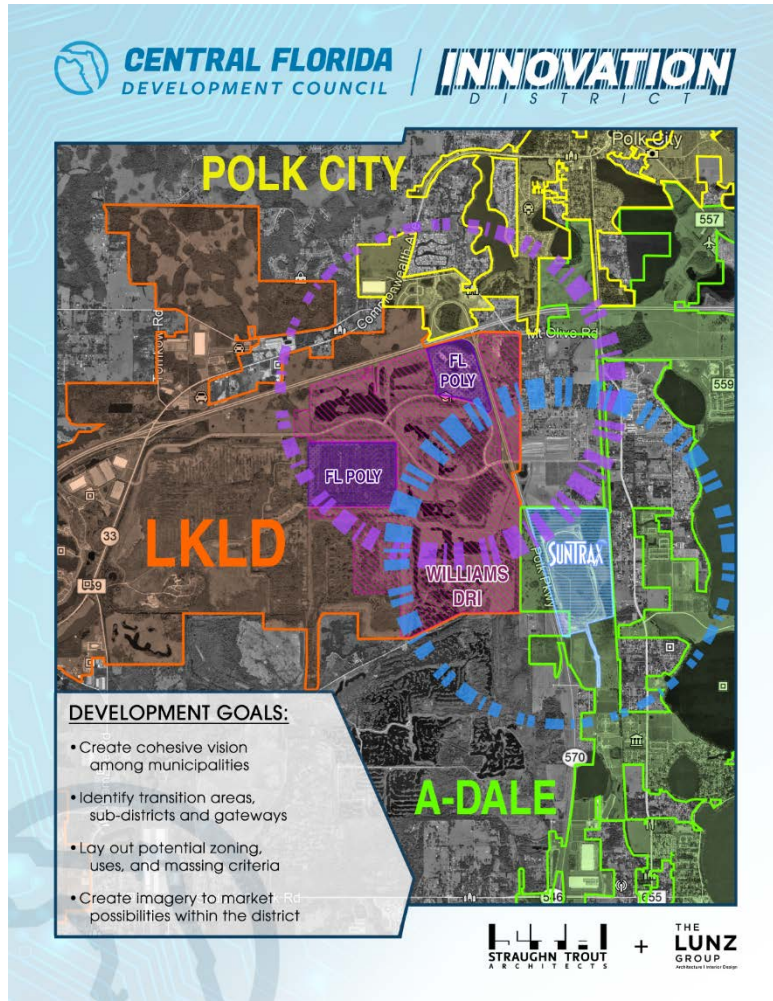 CENTRAL FLORIDA
DEVELOPMENT COUNCIL
INNOVATION
DISTRICT
POLK CITY
Polk City
557
Commonwealth A
Mt Olive Rd
559
FL
POLY
FL POLY
LKLD
33
WILLIAMS
DRI
Polk Pkwy
SUNTRAX
570
A-DALE
655
DEVELOPMENT GOALS:
• Create cohesive vision
among municipalities
• Identify transition areas,
sub-districts and gateways
• Lay out potential zoning,
uses, and massing criteria
• Create imagery to market
possibilities within the district
STRAUGHN TROUT
ARCHITECTS
+
THE
LUNZ
GROUP
Architecture I Interior Design